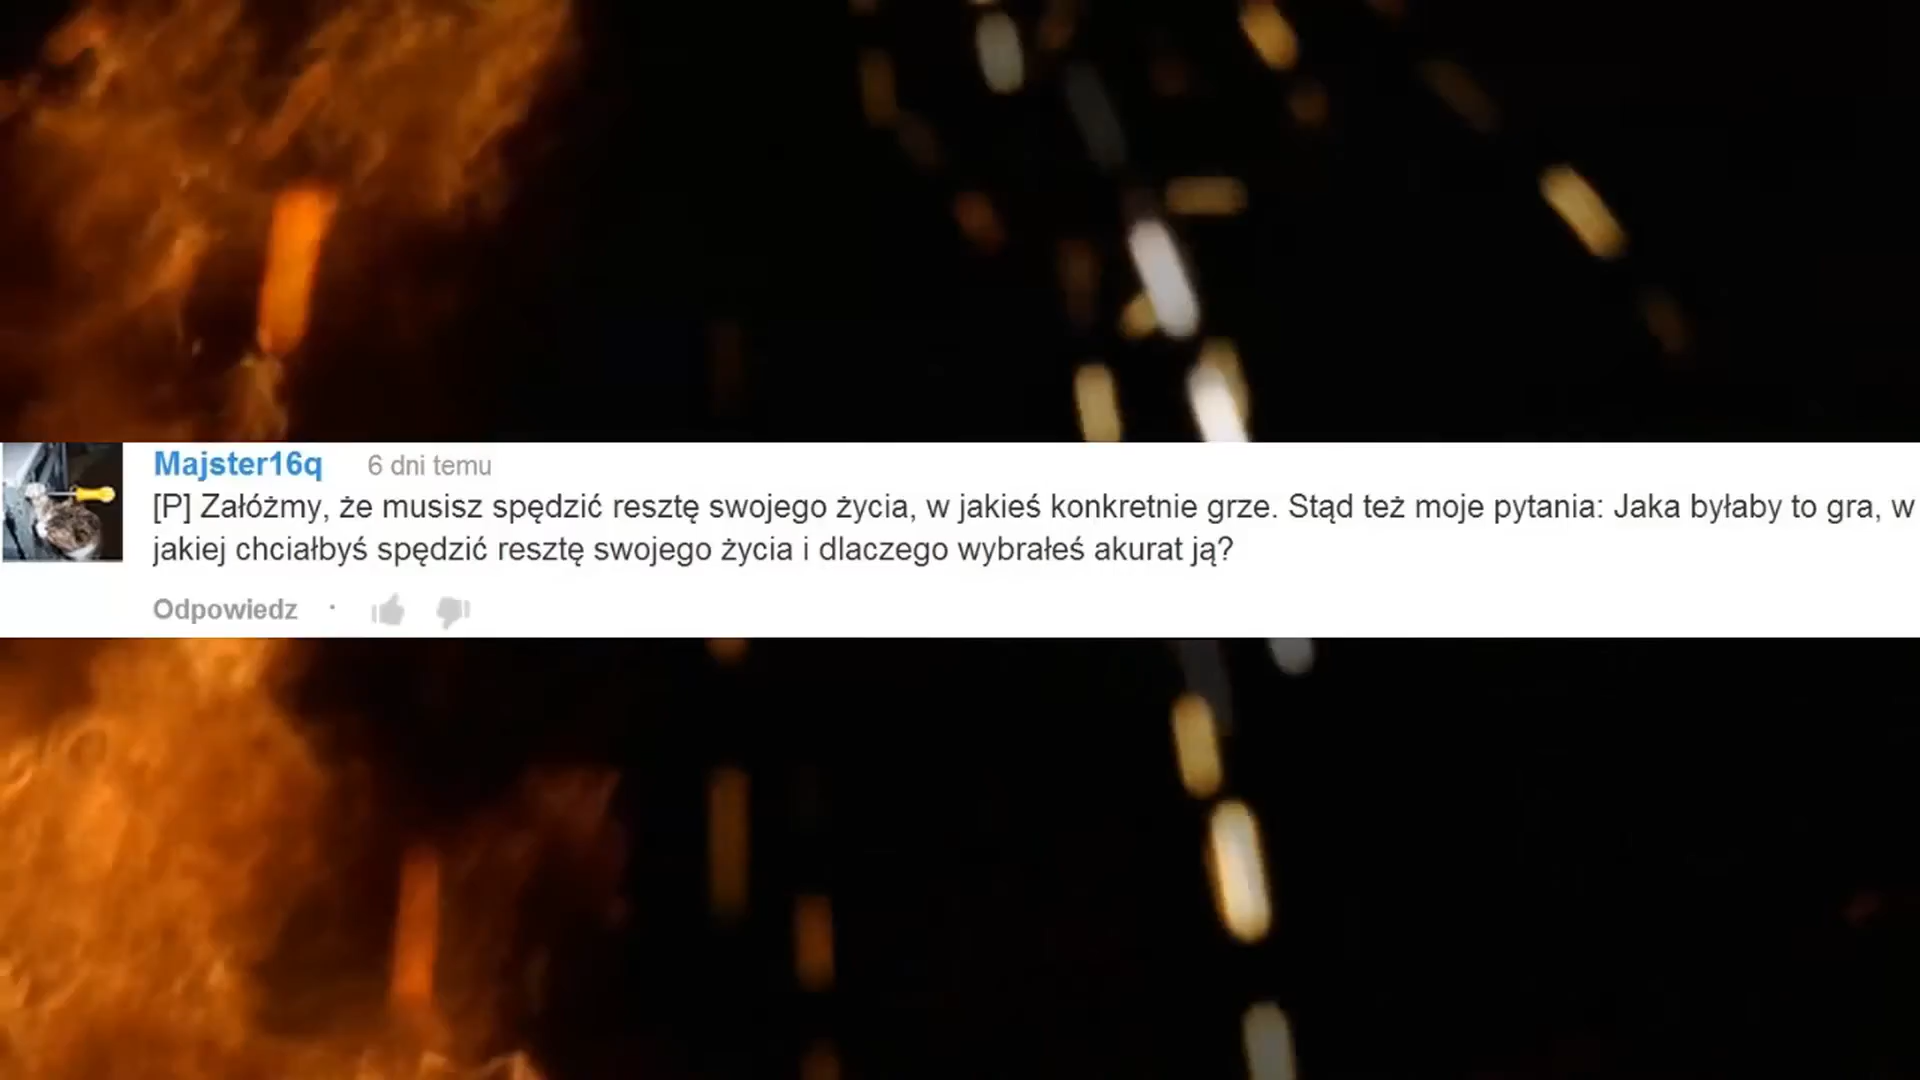 Majster16q 6 dni temu
[P] Załóżmy, że musisz spędzić resztę swojego życia, w jakieś konkretnie grze. Stąd też moje pytania: Jaka byłaby to gra, w
jakiej chciałbyś spędzić resztę swojego życia i dlaczego wybrałeś akurat ją?
Odpowiedz ·